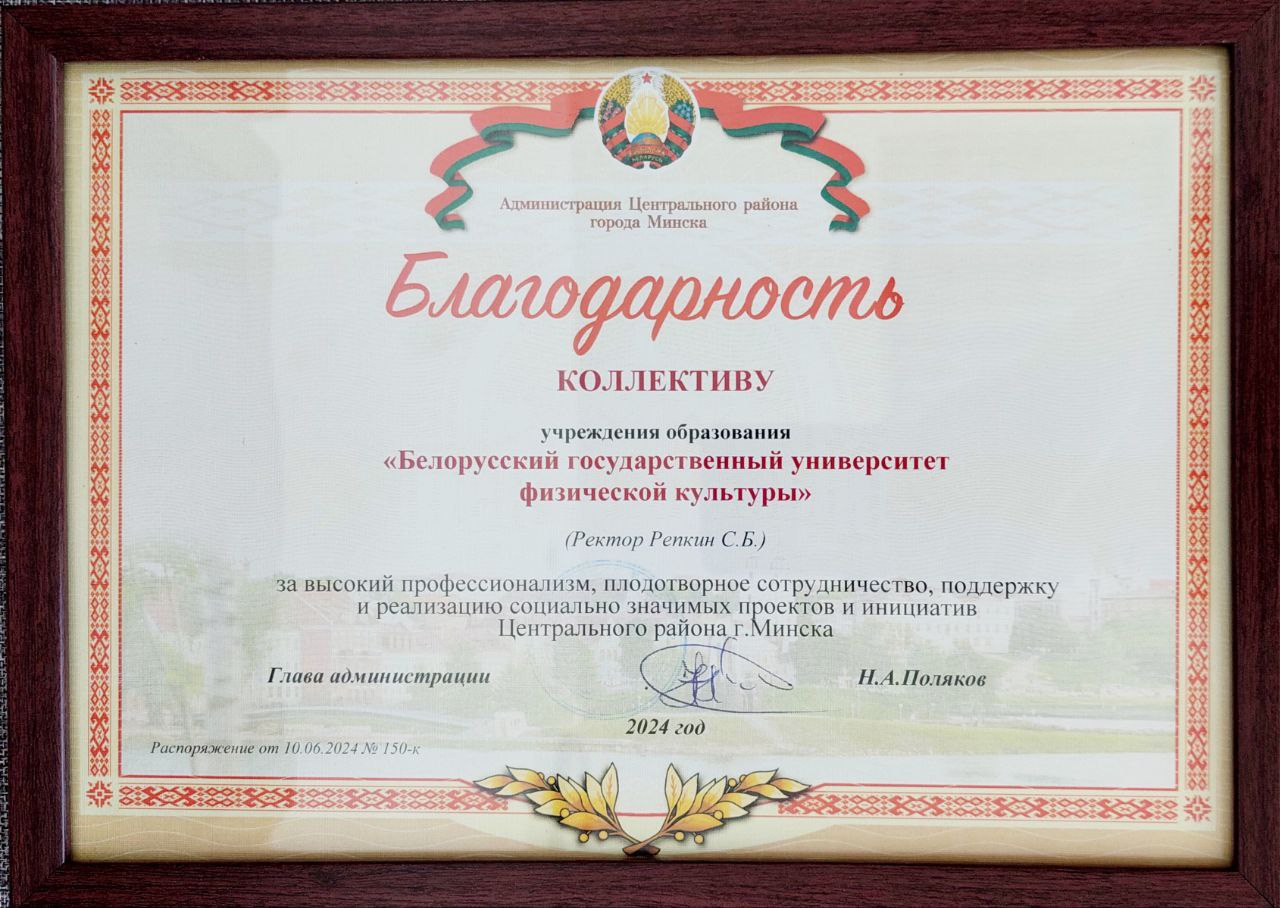 Администрация Центрального района
города Минска
Благодарность
КОЛЛЕКТИВУ
учреждения образования
«Белорусский государственный университет
физической культуры»
(Ректор Репкин С.Б.)
за высокий профессионализм, плодотворное сотрудничество, поддержку
и реализацию социально значимых проектов и инициатив
Центрального района г.Минска
Глава администрации
Н.А.Поляков
2024 год
Распоряжение от 10.06.2024 № 150-к